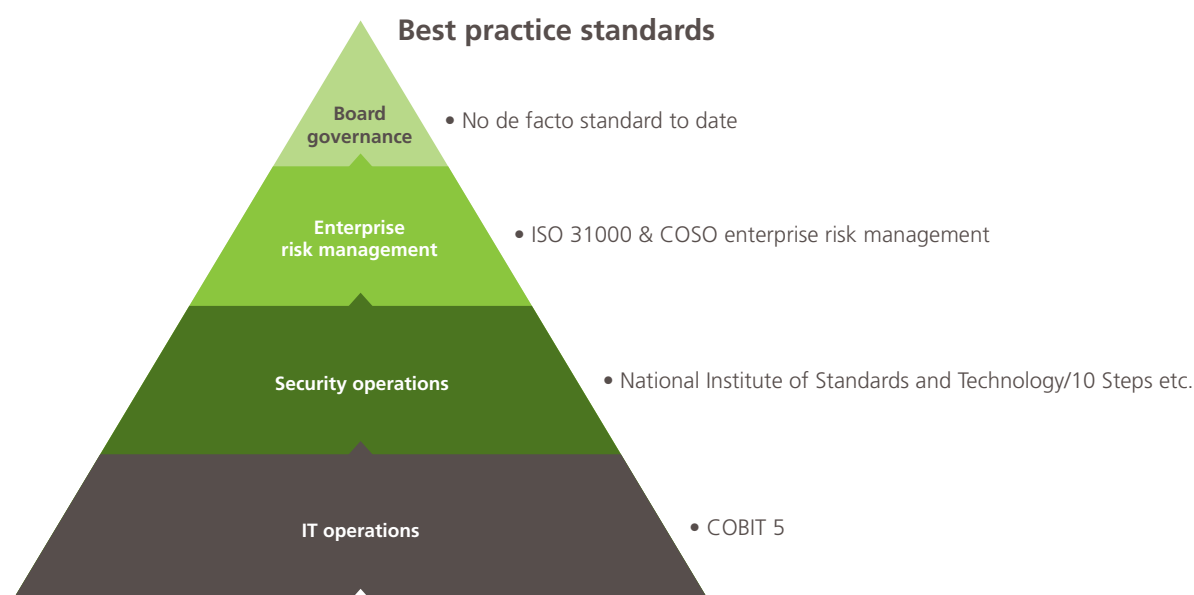 Best practice standards
Board
governance
• No de facto standard to date
Enterprise
risk management
• ISO 31000 & COSO enterprise risk management
Security operations
• National Institute of Standards and Technology/10 Steps etc.
IT operations
• COBIT 5